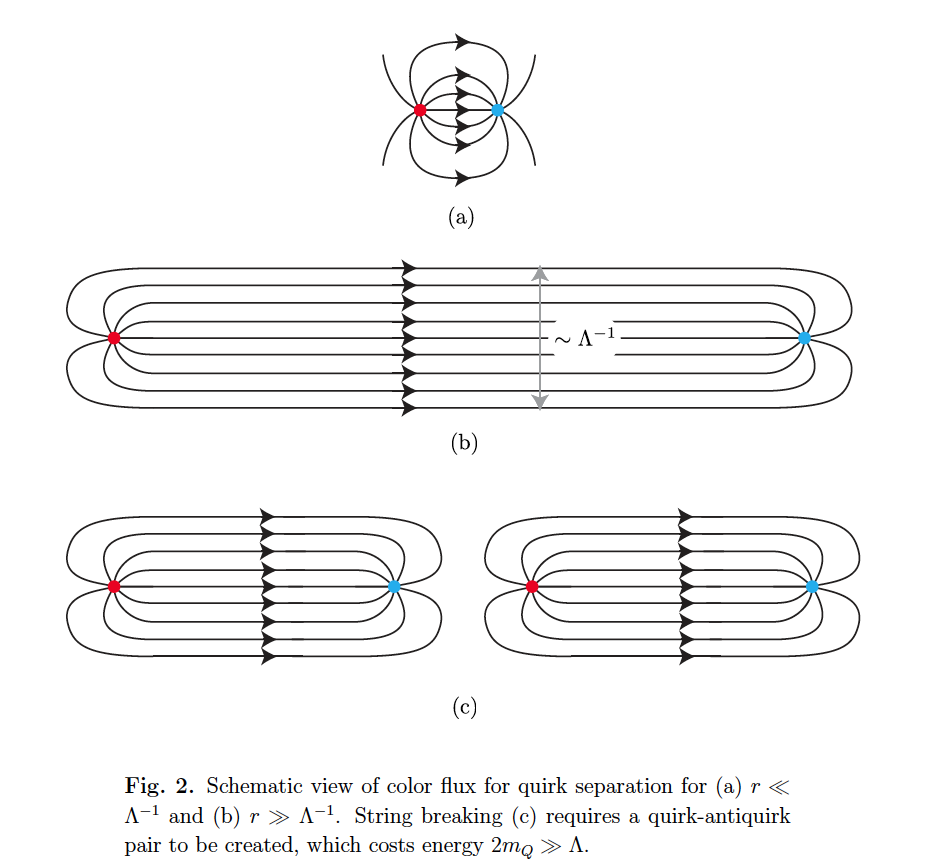 (a)
∼ Λ⁻¹
(b)
(c)
Fig. 2. Schematic view of color flux for quirk separation for (a) r ≪
Λ⁻¹ and (b) r ≫ Λ⁻¹. String breaking (c) requires a quirk-antiquirk
pair to be created, which costs energy 2m_Q ≫ Λ.